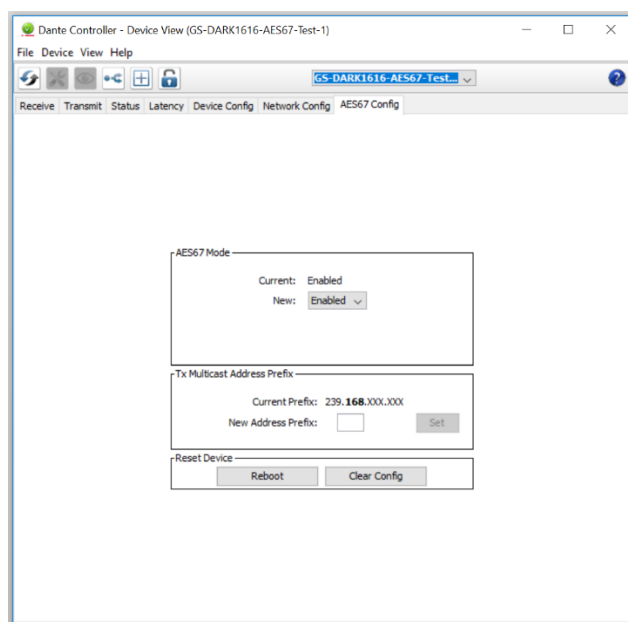 Dante Controller - Device View (GS-DARK1616-AES67-Test-1)
File Device View Help
GS-DARK1616-AES67-Test...
Receive Transmit Status Latency Device Config Network Config AES67 Config
AES67 Mode
Current: Enabled
New: Enabled
Tx Multicast Address Prefix
Current Prefix: 239.168.XXX.XXX
New Address Prefix: Set
Reset Device
Reboot Clear Config